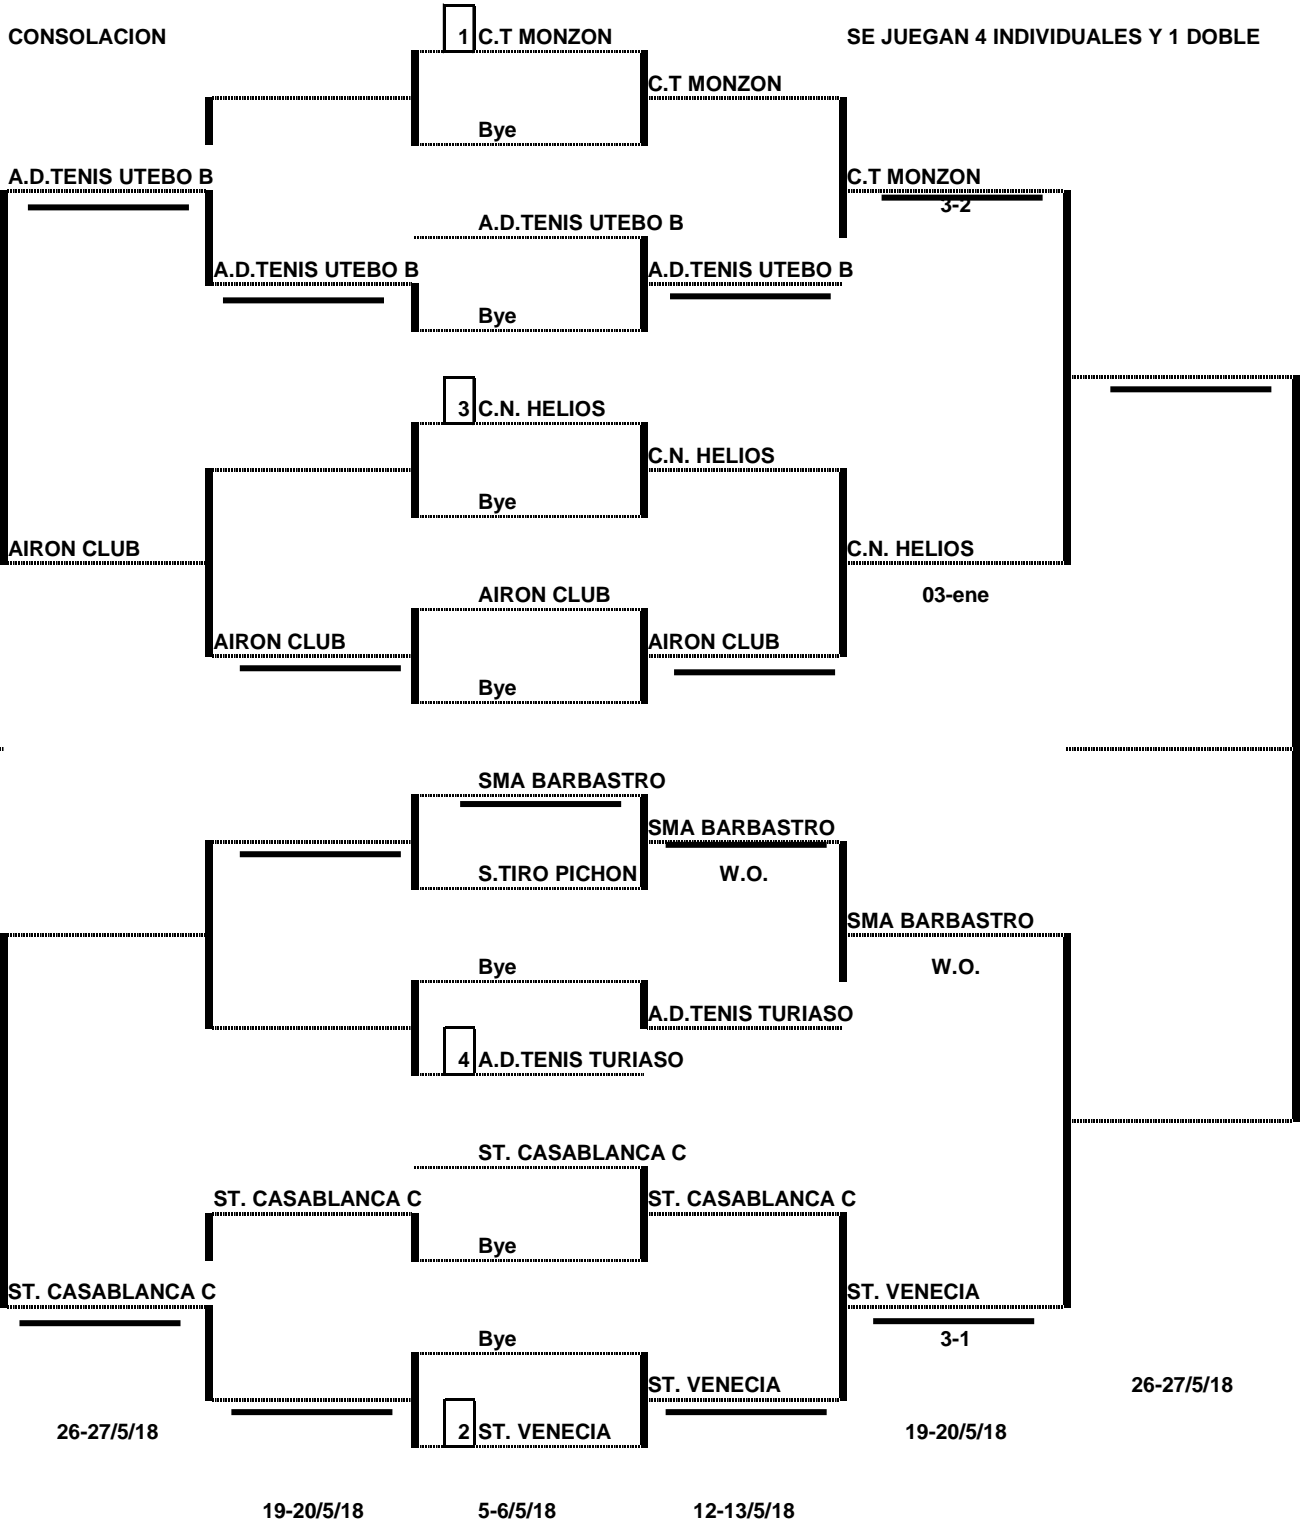 CONSOLACION
1 C.T MONZON
SE JUEGAN 4 INDIVIDUALES Y 1 DOBLE
C.T MONZON
Bye
A.D.TENIS UTEBO B
C.T MONZON
3-2
A.D.TENIS UTEBO B
A.D.TENIS UTEBO B
A.D.TENIS UTEBO B
Bye
3 C.N. HELIOS
C.N. HELIOS
Bye
AIRON CLUB
C.N. HELIOS
AIRON CLUB
03-ene
AIRON CLUB
AIRON CLUB
Bye
SMA BARBASTRO
SMA BARBASTRO
S.TIRO PICHON
W.O.
SMA BARBASTRO
Bye
W.O.
A.D.TENIS TURIASO
4 A.D.TENIS TURIASO
ST. CASABLANCA C
ST. CASABLANCA C
ST. CASABLANCA C
Bye
ST. CASABLANCA C
ST. VENECIA
Bye
3-1
ST. VENECIA
26-27/5/18
26-27/5/18
2 ST. VENECIA
19-20/5/18
19-20/5/18
5-6/5/18
12-13/5/18